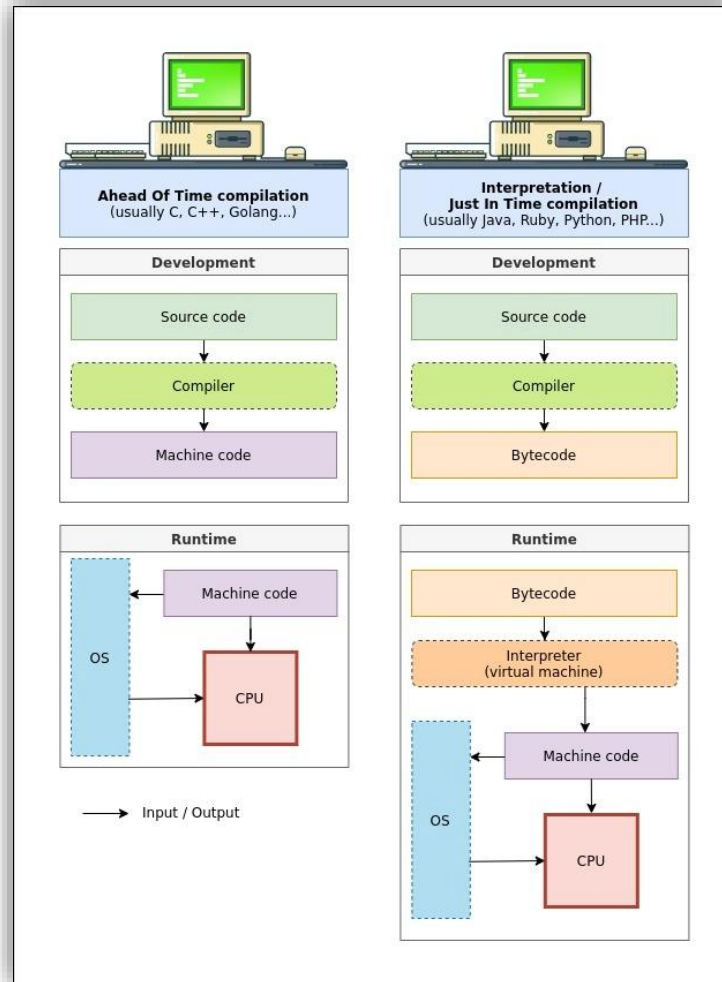 Ahead Of Time compilation
(usually C, C++, Golang...)
Development
Source code
Compiler
Machine code
Runtime
OS
Machine code
CPU
Input / Output
Interpretation /
Just In Time compilation
(usually Java, Ruby, Python, PHP...)
Development
Source code
Compiler
Bytecode
Runtime
Bytecode
Interpreter
(virtual machine)
Machine code
OS
CPU